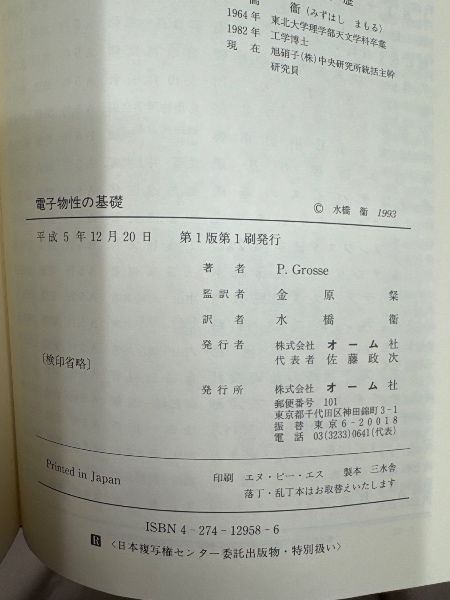 歴
橋 衞（みずはし まもる）
1964年 東北大学理学部天文学科卒業
1982年 工学博士
現 在 旭硝子（株）中央研究所統括主幹
研究員
電子物性の基礎
© 水橋 衞 1993
平成5年12月20日 第1版第1刷発行
著者 P. Grosse
監訳者 金原粲
訳者 水橋衞
発行者 株式会社 オーム社
代表者 佐藤政次
〔検印省略〕
発行所 株式会社 オーム社
郵便番号 101
東京都千代田区神田錦町3-1
振替 東京6-20018
電話 03(3233)0641(代表)
Printed in Japan
印刷 エヌ・ピー・エス 製本 三水舎
落丁・乱丁本はお取替えいたします
ISBN 4-274-12958-6
R 〈日本複写権センター委託出版物・特別扱い〉